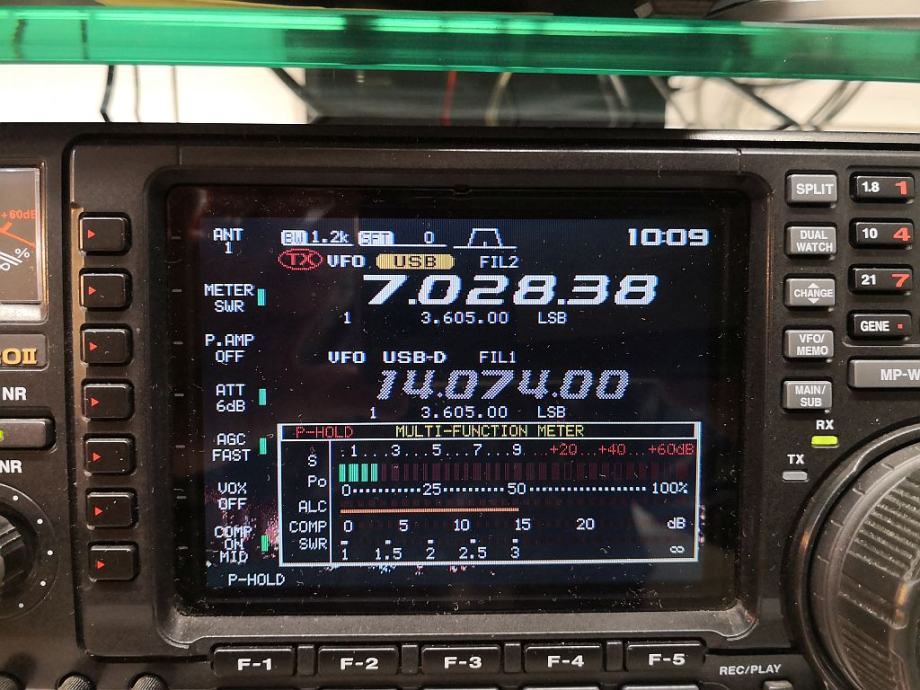 ANT
1
BW 1.2k SFT 0
10:09
TX VFO USB FIL2
7.028.38
1 3.605.00 LSB
METER
SWR
P.AMP
OFF
VFO USB-D FIL1
14.074.00
1 3.605.00 LSB
ATT
6dB
AGC
FAST
VOX
OFF
COMP
ON
MID
P-HOLD MULTI-FUNCTION METER
S 1 3 5 7 9 +20 +40 +60dB
Po 0 25 50 100%
ALC
COMP 0 5 10 15 20 dB
SWR 1 1.5 2 2.5 3 ∞
P-HOLD
F-1 F-2 F-3 F-4 F-5
REC/PLAY
SPLIT
1.8 1
DUAL
WATCH
10 4
CHANGE
21 7
VFO/
MEMO
GENE
MAIN/
SUB
MP-W
RX
TX
+60dB
%
OII
NR
NR